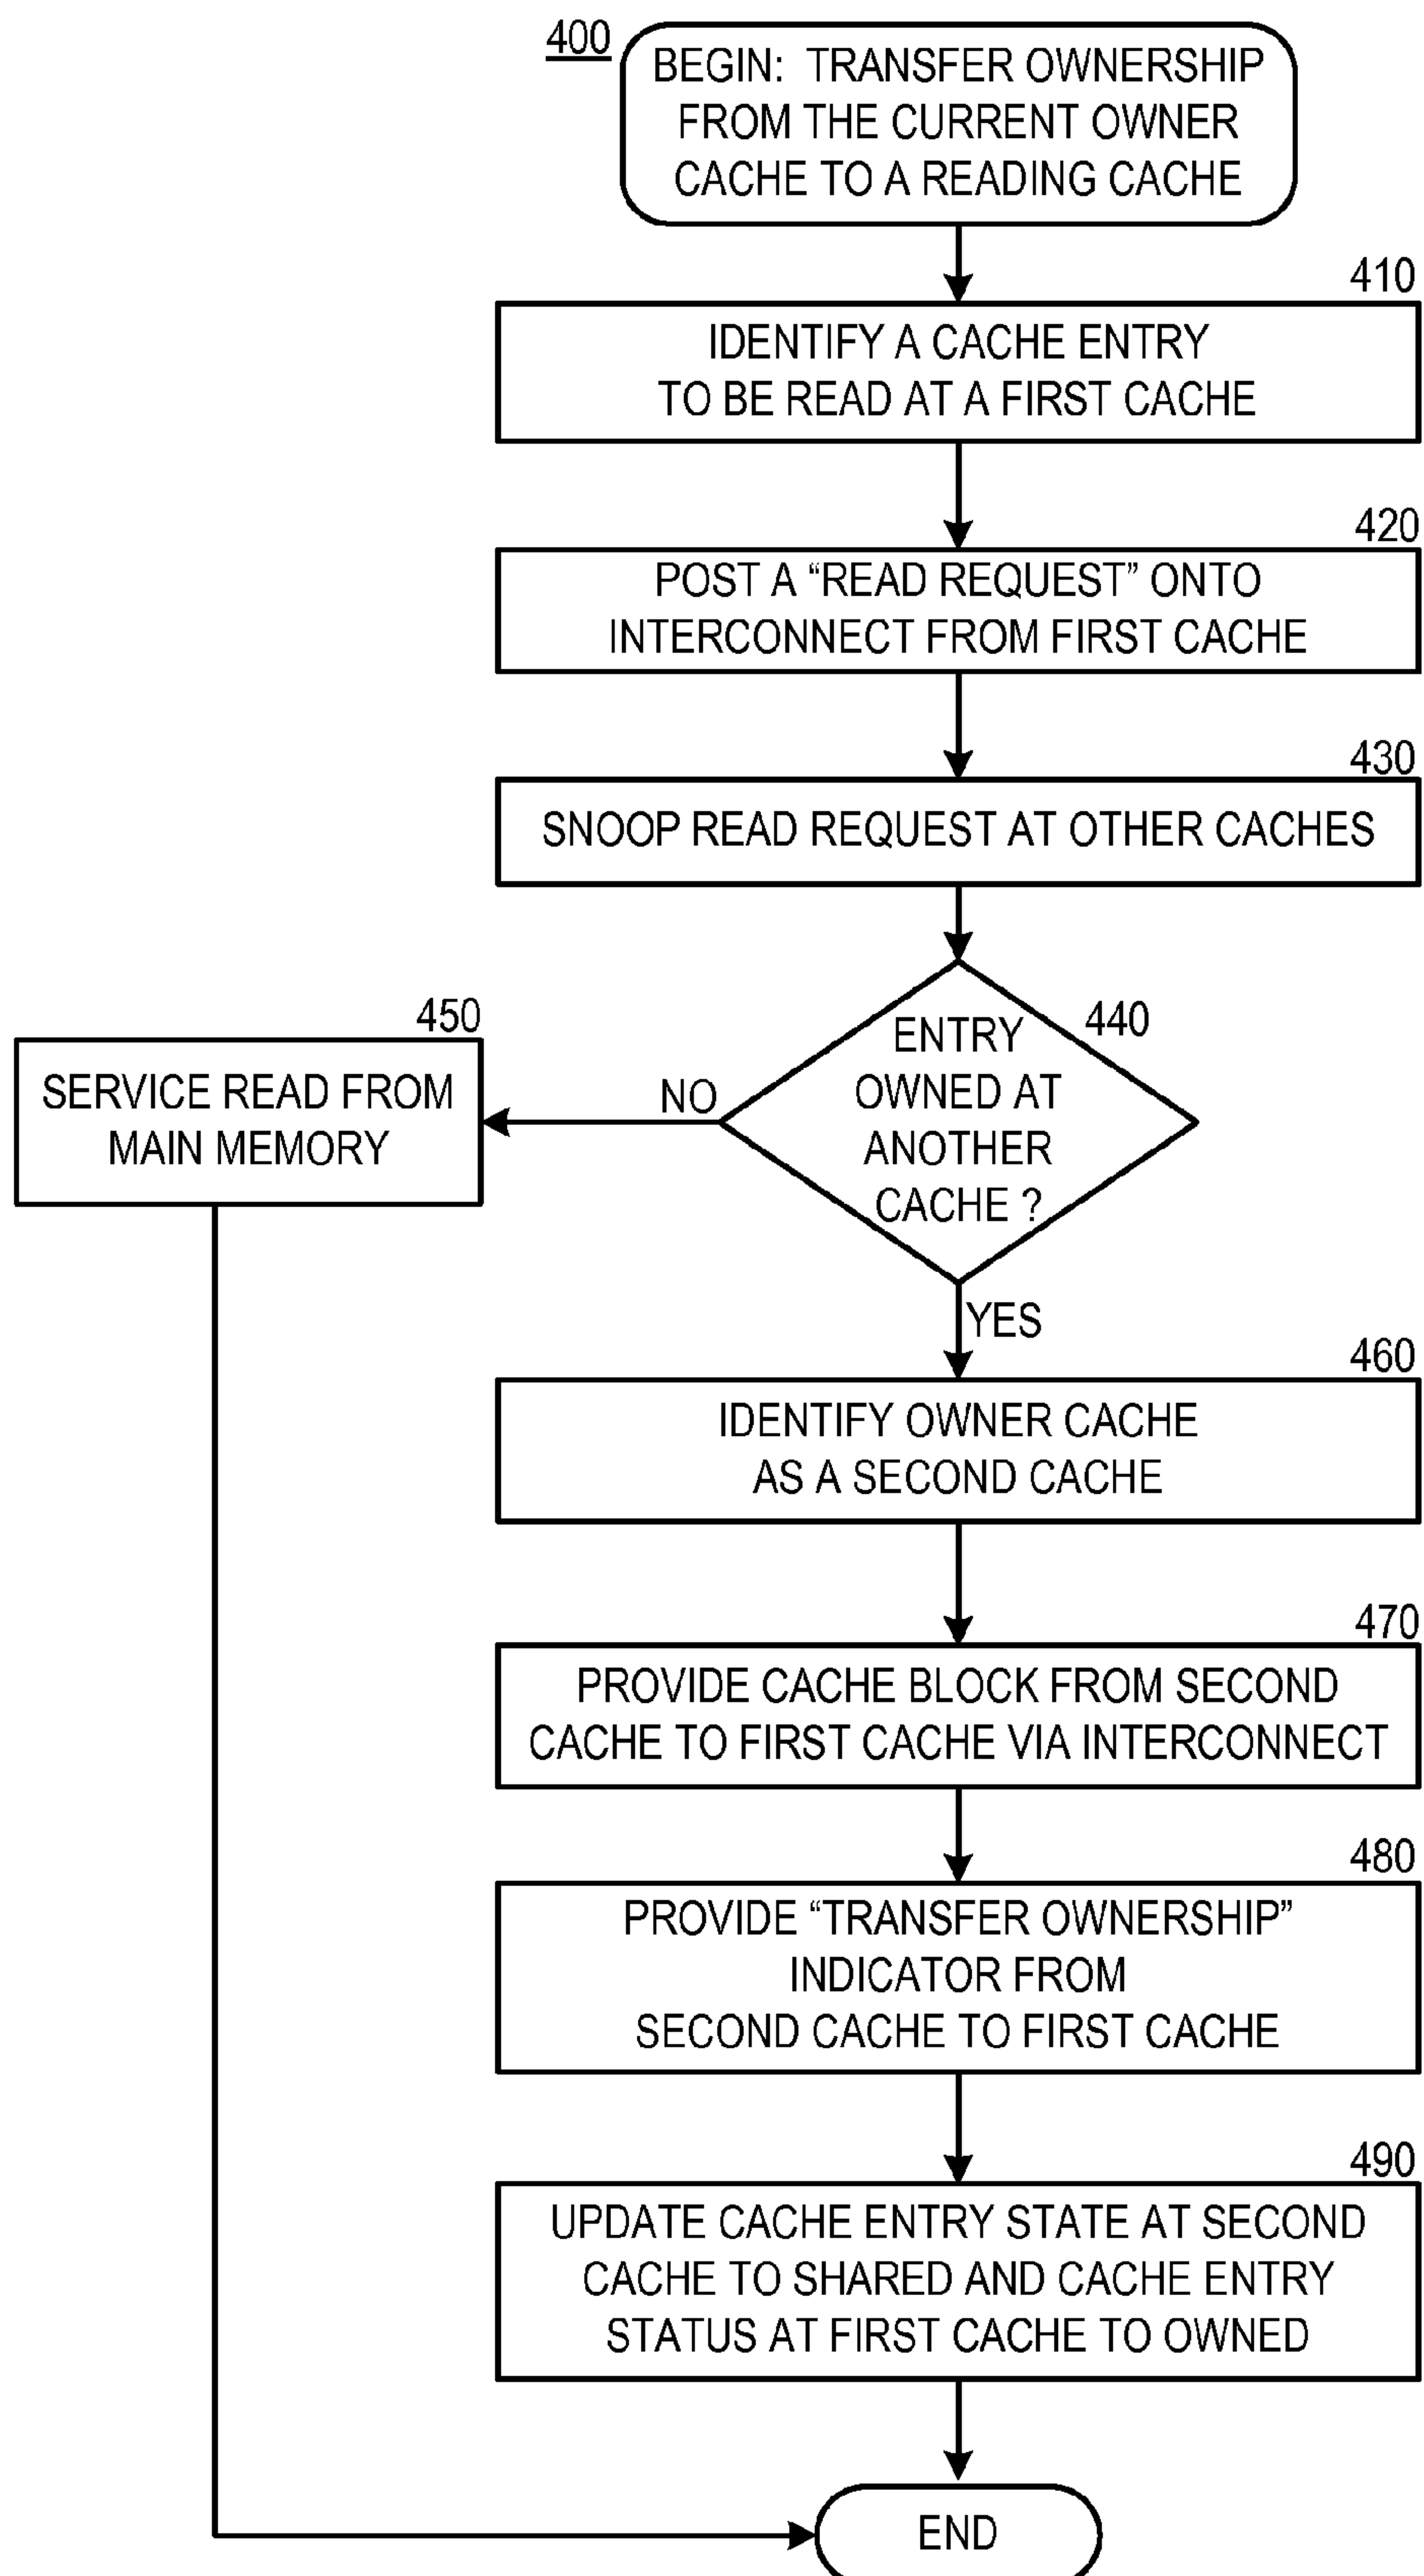 400
BEGIN: TRANSFER OWNERSHIP
FROM THE CURRENT OWNER
CACHE TO A READING CACHE
410
IDENTIFY A CACHE ENTRY
TO BE READ AT A FIRST CACHE
420
POST A “READ REQUEST” ONTO
INTERCONNECT FROM FIRST CACHE
430
SNOOP READ REQUEST AT OTHER CACHES
440
ENTRY
OWNED AT
ANOTHER
CACHE ?
NO
450
SERVICE READ FROM
MAIN MEMORY
YES
460
IDENTIFY OWNER CACHE
AS A SECOND CACHE
470
PROVIDE CACHE BLOCK FROM SECOND
CACHE TO FIRST CACHE VIA INTERCONNECT
480
PROVIDE “TRANSFER OWNERSHIP”
INDICATOR FROM
SECOND CACHE TO FIRST CACHE
490
UPDATE CACHE ENTRY STATE AT SECOND
CACHE TO SHARED AND CACHE ENTRY
STATUS AT FIRST CACHE TO OWNED
END